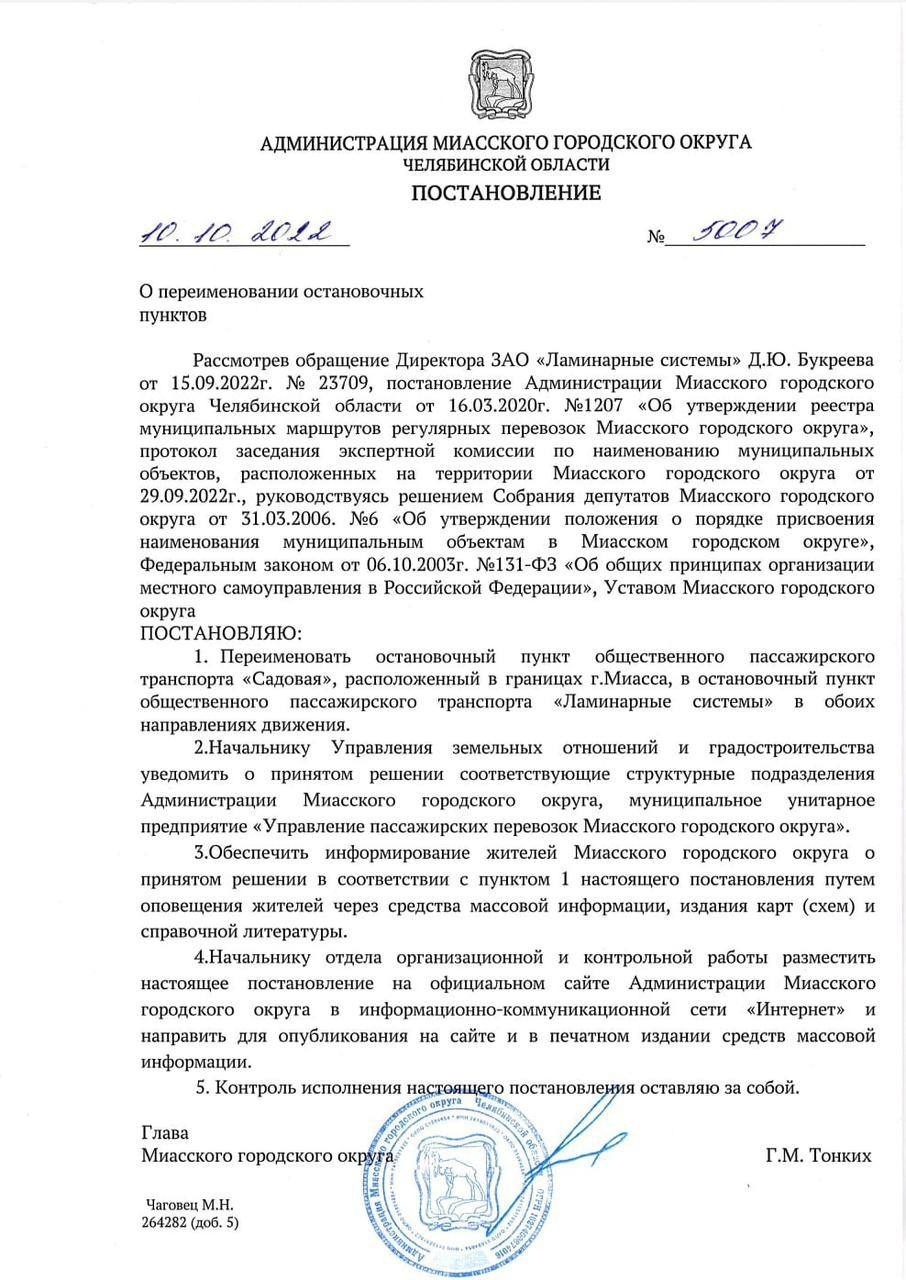 АДМИНИСТРАЦИЯ МИАССКОГО ГОРОДСКОГО ОКРУГА
ЧЕЛЯБИНСКОЙ ОБЛАСТИ
ПОСТАНОВЛЕНИЕ
10.10.2022 № 5007
О переименовании остановочных
пунктов
Рассмотрев обращение Директора ЗАО «Ламинарные системы» Д.Ю. Букреева
от 15.09.2022г. № 23709, постановление Администрации Миасского городского
округа Челябинской области от 16.03.2020г. №1207 «Об утверждении реестра
муниципальных маршрутов регулярных перевозок Миасского городского округа»,
протокол заседания экспертной комиссии по наименованию муниципальных
объектов, расположенных на территории Миасского городского округа от
29.09.2022г., руководствуясь решением Собрания депутатов Миасского городского
округа от 31.03.2006. №6 «Об утверждении положения о порядке присвоения
наименования муниципальным объектам в Миасском городском округе»,
Федеральным законом от 06.10.2003г. №131-ФЗ «Об общих принципах организации
местного самоуправления в Российской Федерации», Уставом Миасского городского
округа
ПОСТАНОВЛЯЮ:
1. Переименовать остановочный пункт общественного пассажирского
транспорта «Садовая», расположенный в границах г.Миасса, в остановочный пункт
общественного пассажирского транспорта «Ламинарные системы» в обоих
направлениях движения.
2.Начальнику Управления земельных отношений и градостроительства
уведомить о принятом решении соответствующие структурные подразделения
Администрации Миасского городского округа, муниципальное унитарное
предприятие «Управление пассажирских перевозок Миасского городского округа».
3.Обеспечить информирование жителей Миасского городского округа о
принятом решении в соответствии с пунктом 1 настоящего постановления путем
оповещения жителей через средства массовой информации, издания карт (схем) и
справочной литературы.
4.Начальнику отдела организационной и контрольной работы разместить
настоящее постановление на официальном сайте Администрации Миасского
городского округа в информационно-коммуникационной сети «Интернет» и
направить для опубликования на сайте и в печатном издании средств массовой
информации.
5. Контроль исполнения настоящего постановления оставляю за собой.
Глава
Миасского городского округа Г.М. Тонких
Администрация Миасского городского округа Челябинской области
Чаговец М.Н.
264282 (доб. 5)